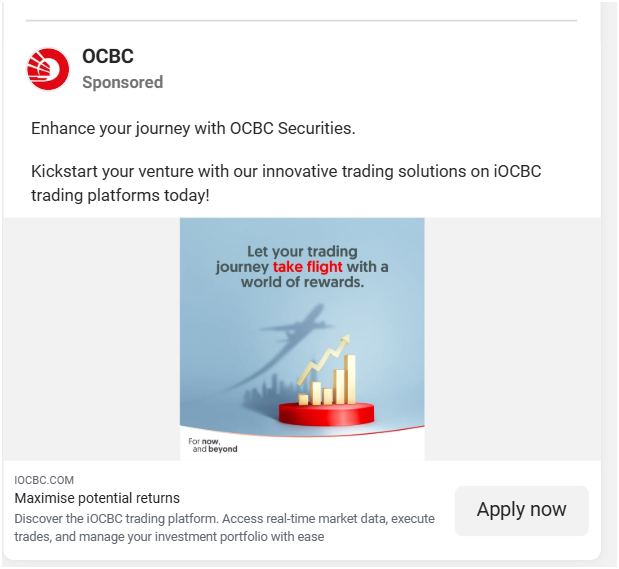 OCBC
Sponsored
Enhance your journey with OCBC Securities.
Kickstart your venture with our innovative trading solutions on iOCBC
trading platforms today!
Let your trading
journey take flight with a
world of rewards.
For now,
and beyond
IOCBC.COM
Maximise potential returns
Discover the iOCBC trading platform. Access real-time market data, execute
trades, and manage your investment portfolio with ease
Apply now